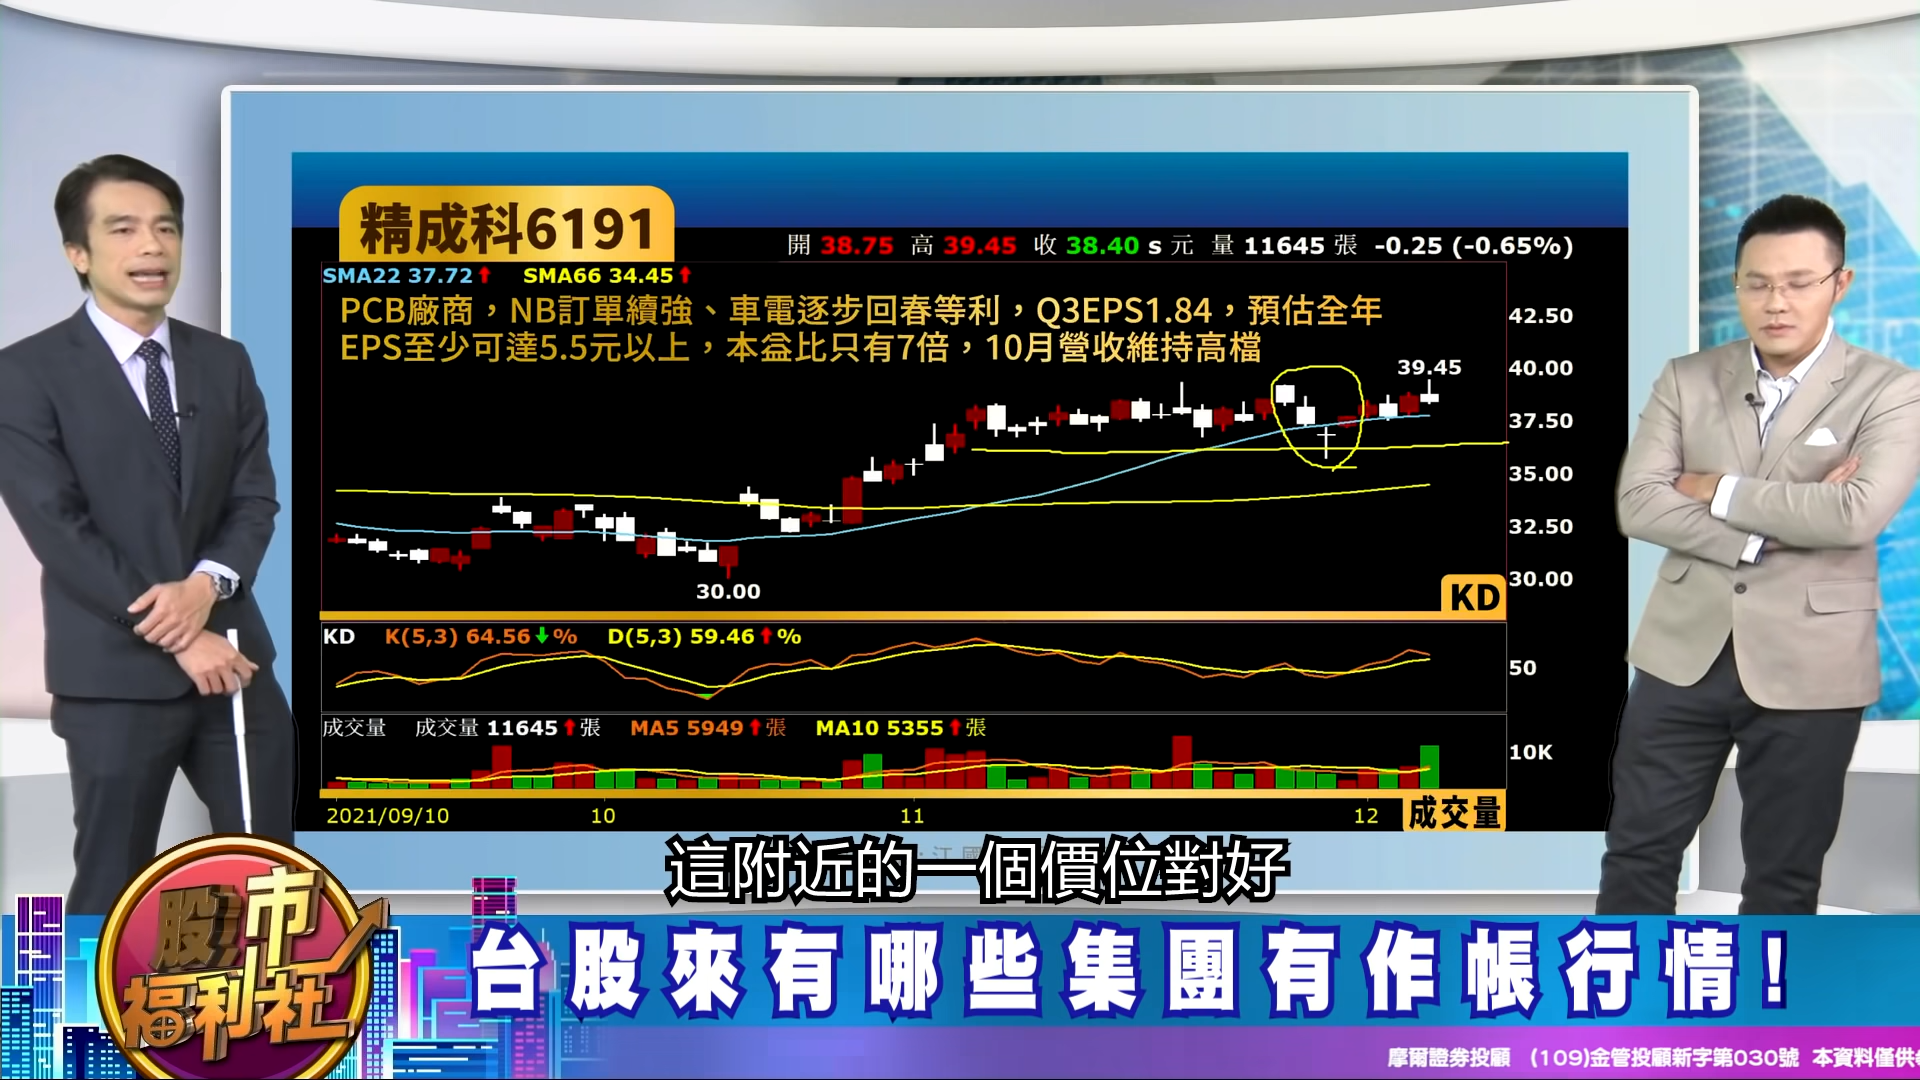 精成科6191
開 38.75 高 39.45 收 38.40 s 元 量 11645 張 -0.25 (-0.65%)
SMA22 37.72 SMA66 34.45
PCB廠商，NB訂單續強、車電逐步回春等利，Q3EPS1.84，預估全年
EPS至少可達5.5元以上，本益比只有7倍，10月營收維持高檔
42.50
40.00
37.50
35.00
32.50
30.00
39.45
30.00
KD
KD K(5,3) 64.56 % D(5,3) 59.46 %
50
成交量 成交量 11645 張 MA5 5949 張 MA10 5355 張
10K
2021/09/10 10 11 12
成交量
這附近的一個價位對好
台股來有哪些集團有作帳行情!
股市
福利社
摩爾證券投顧 (109)金管投顧新字第030號 本資料僅供